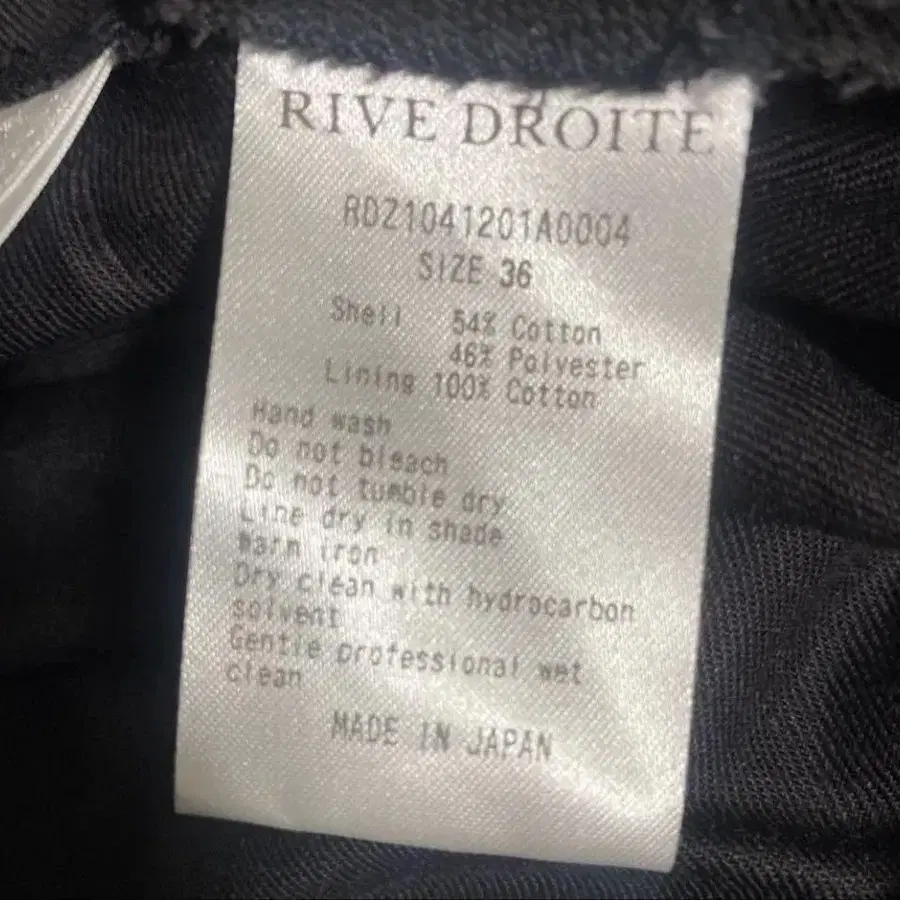 RIVE DROITE
RDZ1041201A0004
SIZE 36
Shell 54% Cotton
46% Polyester
Lining 100% Cotton
Hand wash
Do not bleach
Do not tumble dry
Line dry in shade
Warm iron
Dry clean with hydrocarbon
solvent
Gentle professional wet
clean
MADE IN JAPAN